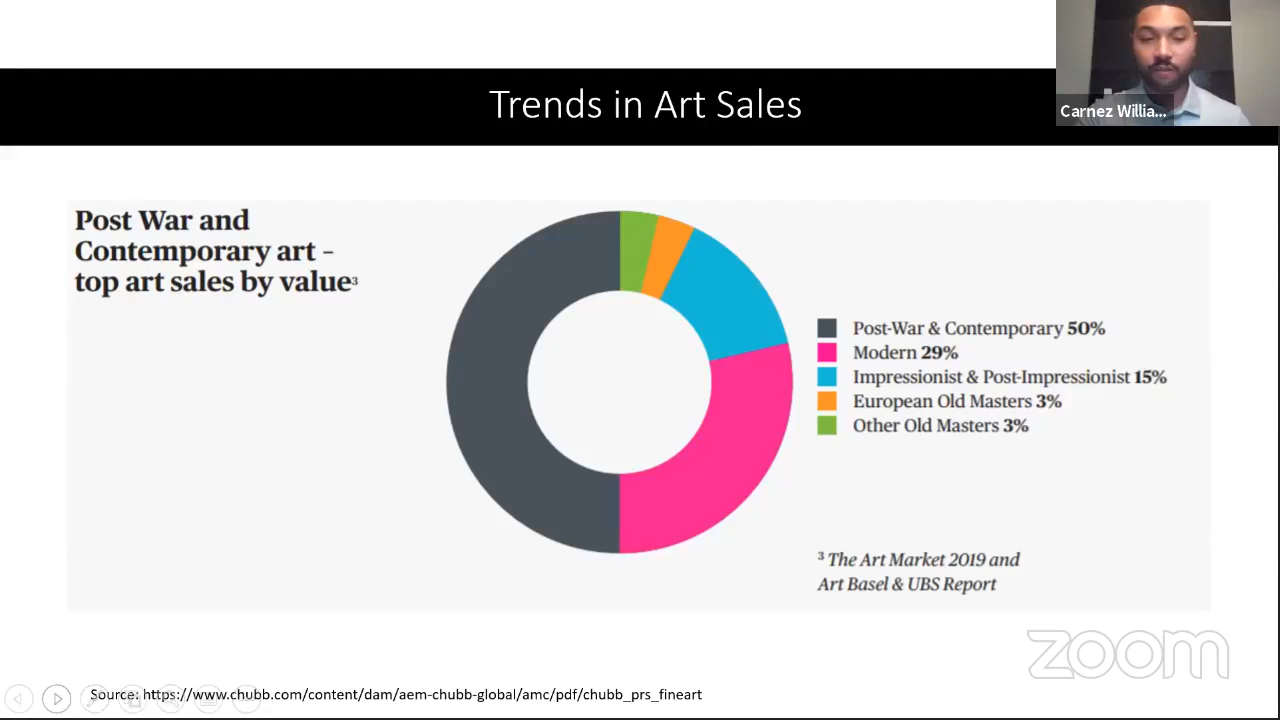 Trends in Art Sales
Carnez Willia...
Post War and
Contemporary art –
top art sales by value³
Post-War & Contemporary 50%
Modern 29%
Impressionist & Post-Impressionist 15%
European Old Masters 3%
Other Old Masters 3%
³ The Art Market 2019 and
Art Basel & UBS Report
zoom
Source: https://www.chubb.com/content/dam/aem-chubb-global/amc/pdf/chubb_prs_fineart